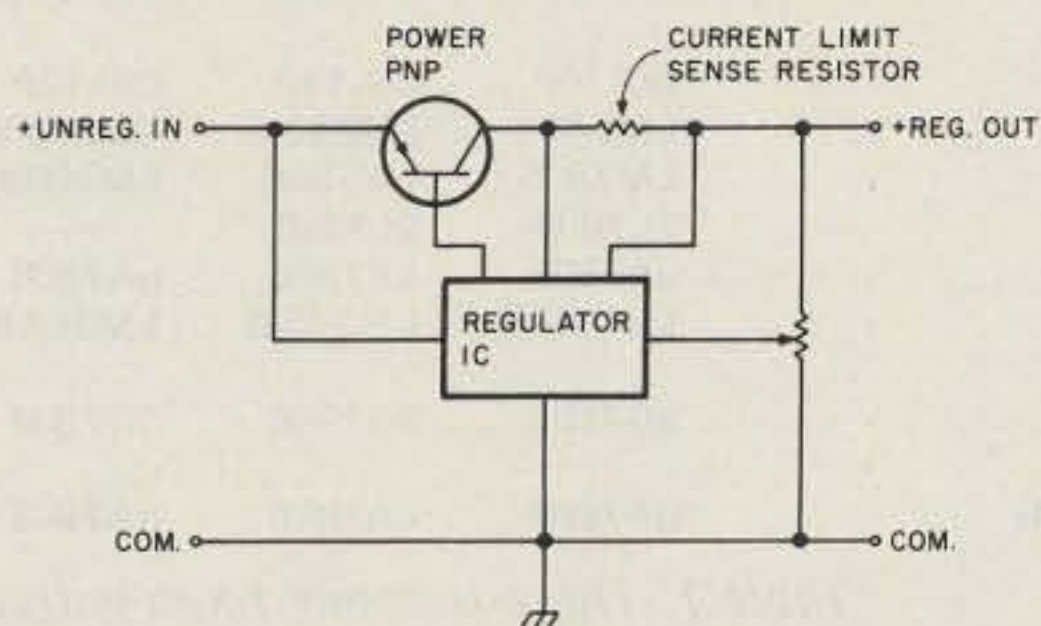 POWER
PNP
CURRENT LIMIT
SENSE RESISTOR
+UNREG. IN
+REG. OUT
REGULATOR
IC
COM.
COM.